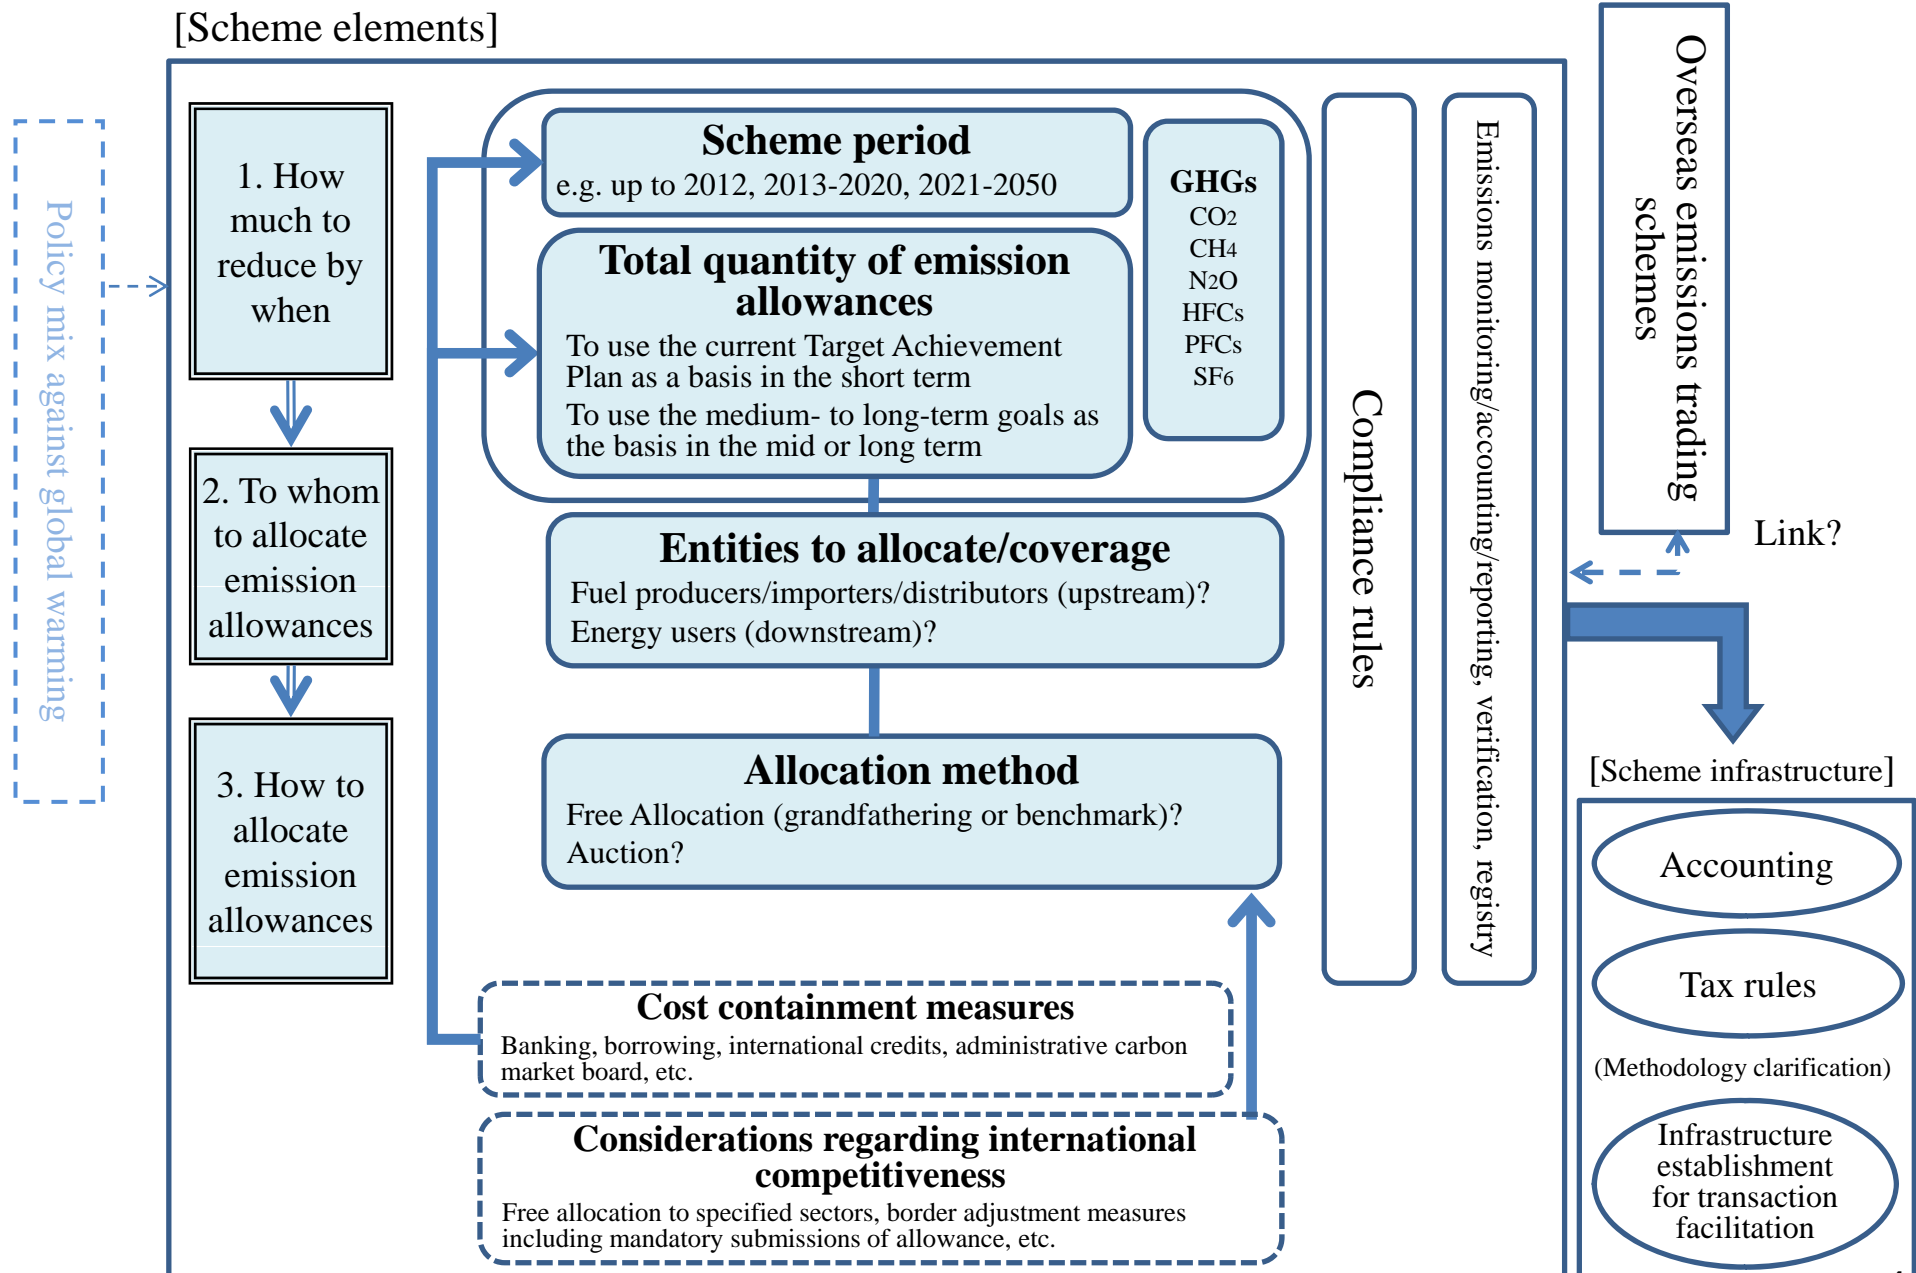 [Scheme elements]
Policy mix against global warming
1. How
much to
reduce by
when
2. To whom
to allocate
emission
allowances
3. How to
allocate
emission
allowances
Scheme period
e.g. up to 2012, 2013-2020, 2021-2050
Total quantity of emission
allowances
To use the current Target Achievement
Plan as a basis in the short term
To use the medium- to long-term goals as
the basis in the mid or long term
GHGs
CO2
CH4
N2O
HFCs
PFCs
SF6
Entities to allocate/coverage
Fuel producers/importers/distributors (upstream)?
Energy users (downstream)?
Allocation method
Free Allocation (grandfathering or benchmark)?
Auction?
Cost containment measures
Banking, borrowing, international credits, administrative carbon
market board, etc.
Considerations regarding international
competitiveness
Free allocation to specified sectors, border adjustment measures
including mandatory submissions of allowance, etc.
Compliance rules
Emissions monitoring/accounting/reporting, verification, registry
Overseas emissions trading
schemes
Link?
[Scheme infrastructure]
Accounting
Tax rules
(Methodology clarification)
Infrastructure
establishment
for transaction
facilitation